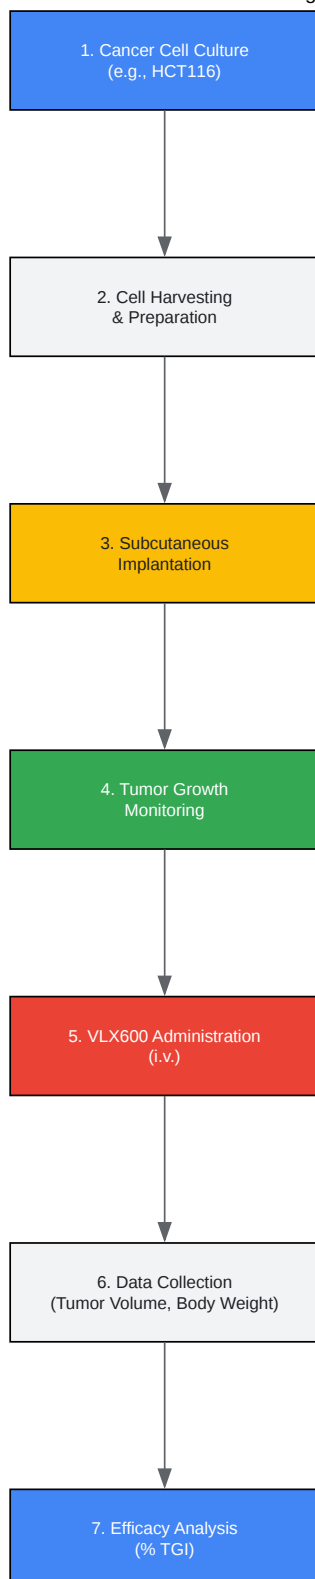 1. Cancer Cell Culture
(e.g., HCT116)
2. Cell Harvesting
& Preparation
3. Subcutaneous
Implantation
4. Tumor Growth
Monitoring
5. VLX600 Administration
(i.v.)
6. Data Collection
(Tumor Volume, Body Weight)
7. Efficacy Analysis
(% TGI)